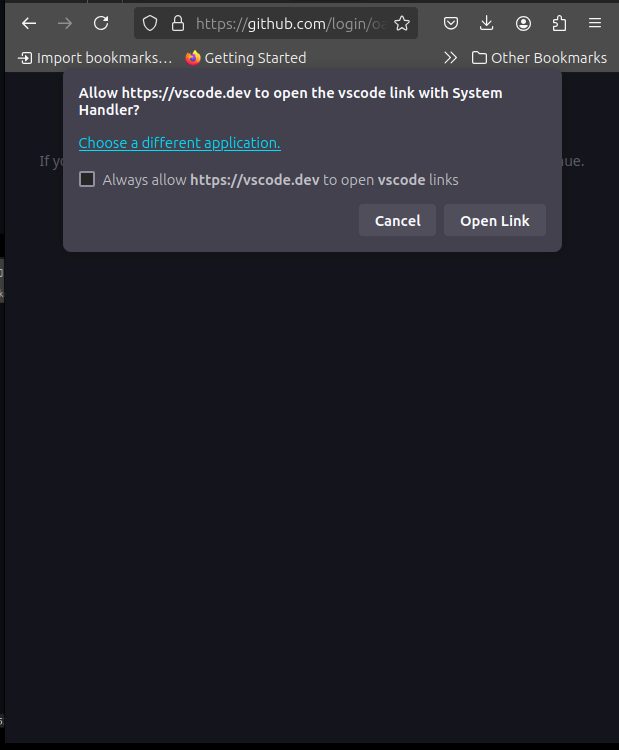 https://github.com/login/oa
Import bookmarks…
Getting Started
Other Bookmarks
Allow https://vscode.dev to open the vscode link with System
Handler?
Choose a different application.
If
Always allow https://vscode.dev to open vscode links
Cancel
Open Link